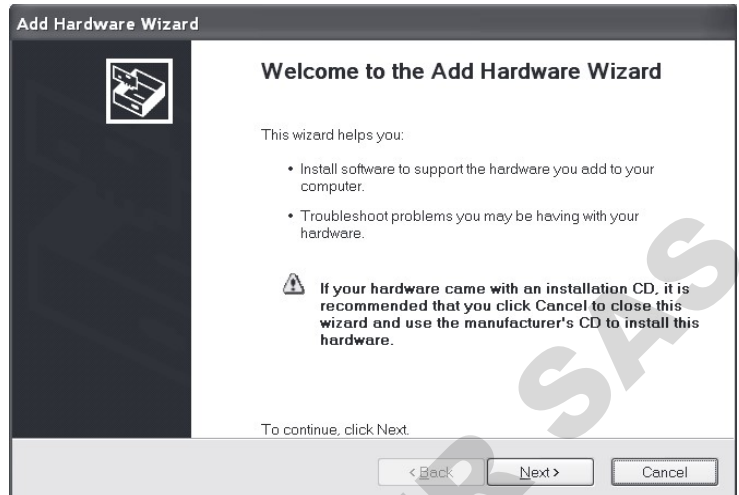 Add Hardware Wizard
Welcome to the Add Hardware Wizard
This wizard helps you:
• Install software to support the hardware you add to your
computer.
• Troubleshoot problems you may be having with your
hardware.
If your hardware came with an installation CD, it is
recommended that you click Cancel to close this
wizard and use the manufacturer's CD to install this
hardware.
To continue, click Next.
< Back
Next >
Cancel
R SAS